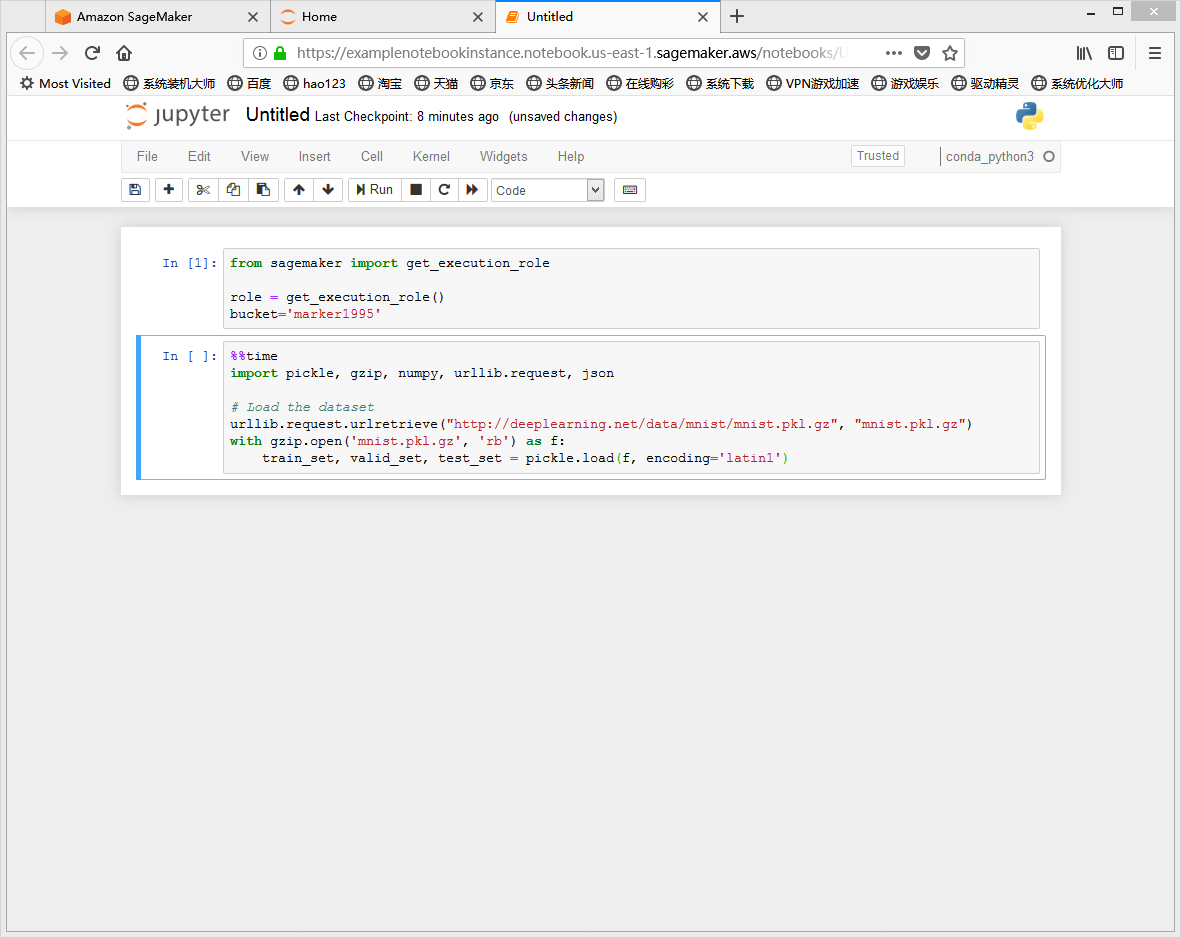 Amazon SageMaker
Home
Untitled
https://examplenotebookinstance.notebook.us-east-1.sagemaker.aws/notebooks/U
Most Visited 系统装机大师 百度 hao123 淘宝 天猫 京东 头条新闻 在线购彩 系统下载 VPN游戏加速 游戏娱乐 驱动精灵 系统优化大师
jupyter Untitled Last Checkpoint: 8 minutes ago (unsaved changes)
File Edit View Insert Cell Kernel Widgets Help Trusted conda_python3
Run Code
In [1]: from sagemaker import get_execution_role
role = get_execution_role()
bucket='marker1995'
In [ ]: %%time
import pickle, gzip, numpy, urllib.request, json
# Load the dataset
urllib.request.urlretrieve("http://deeplearning.net/data/mnist/mnist.pkl.gz", "mnist.pkl.gz")
with gzip.open('mnist.pkl.gz', 'rb') as f:
    train_set, valid_set, test_set = pickle.load(f, encoding='latin1')